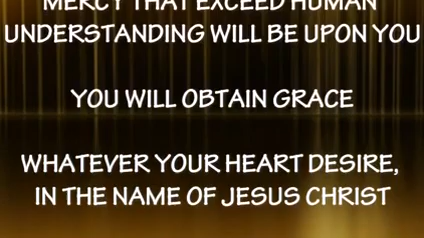 MERCY THAT EXCEED HUMAN
UNDERSTANDING WILL BE UPON YOU
YOU WILL OBTAIN GRACE
WHATEVER YOUR HEART DESIRE,
IN THE NAME OF JESUS CHRIST